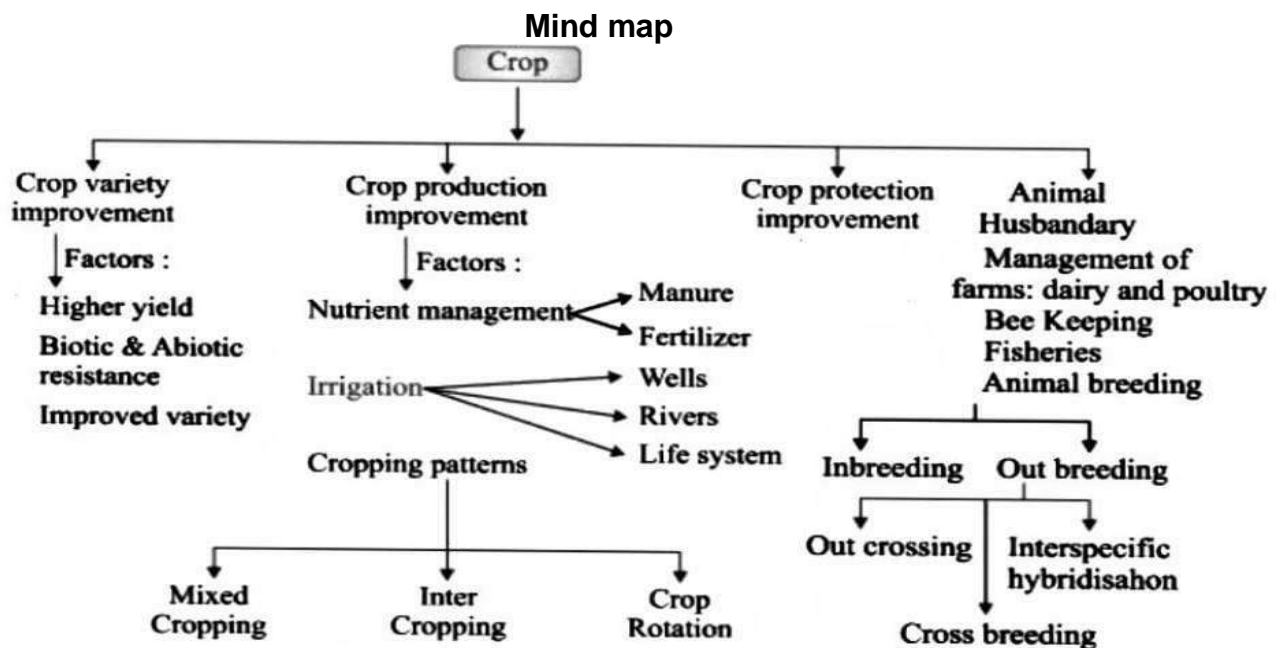 Mind map
Crop
Crop variety
improvement
Factors :
Higher yield
Biotic & Abiotic
resistance
Improved variety
Crop production
improvement
Factors :
Nutrient management
Manure
Fertilizer
Irrigation
Wells
Rivers
Life system
Cropping patterns
Mixed
Cropping
Inter
Cropping
Crop
Rotation
Crop protection
improvement
Animal
Husbandary
Management of
farms: dairy and poultry
Bee Keeping
Fisheries
Animal breeding
Inbreeding
Out breeding
Out crossing
Interspecific
hybridisahon
Cross breeding